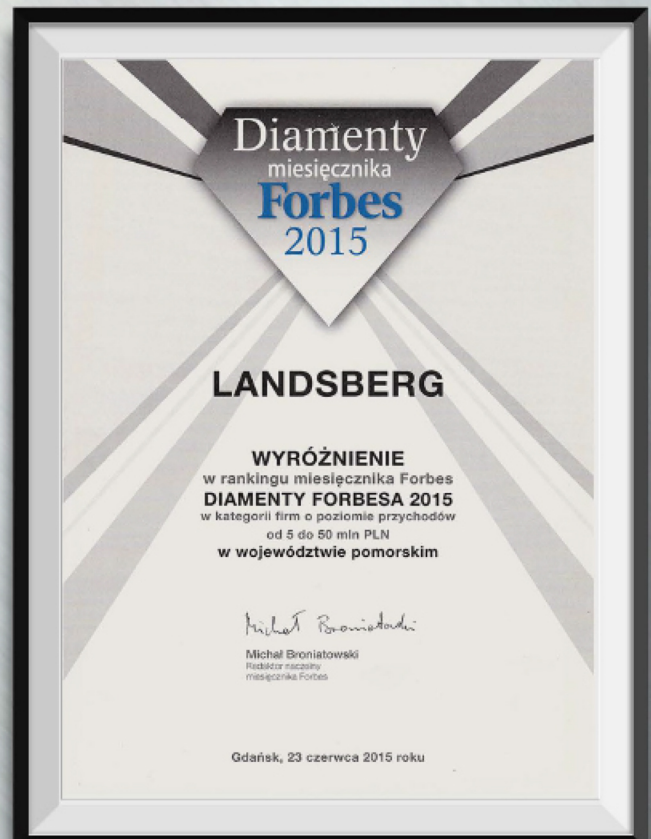 Diamenty
miesięcznika
Forbes
2015
LANDSBERG
WYRÓŻNIENIE
w rankingu miesięcznika Forbes
DIAMENTY FORBESA 2015
w kategorii firm o poziomie przychodów
od 5 do 50 mln PLN
w województwie pomorskim
Michał Broniatowski
Michał Broniatowski
Redaktor naczelny
miesięcznika Forbes
Gdańsk, 23 czerwca 2015 roku